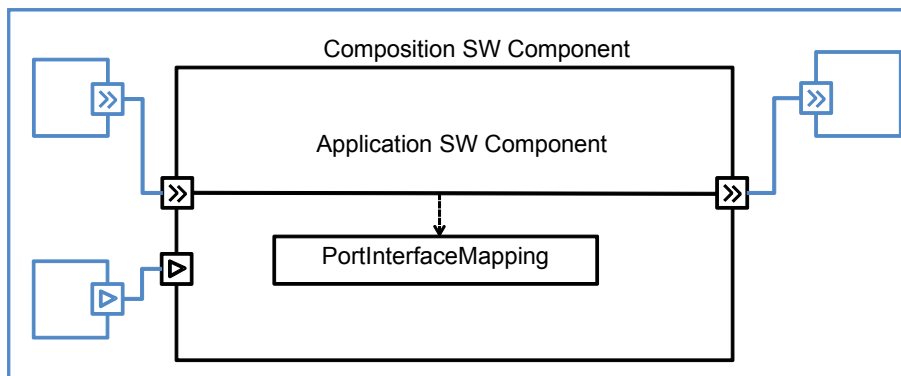 Composition SW Component
Application SW Component
PortInterfaceMapping